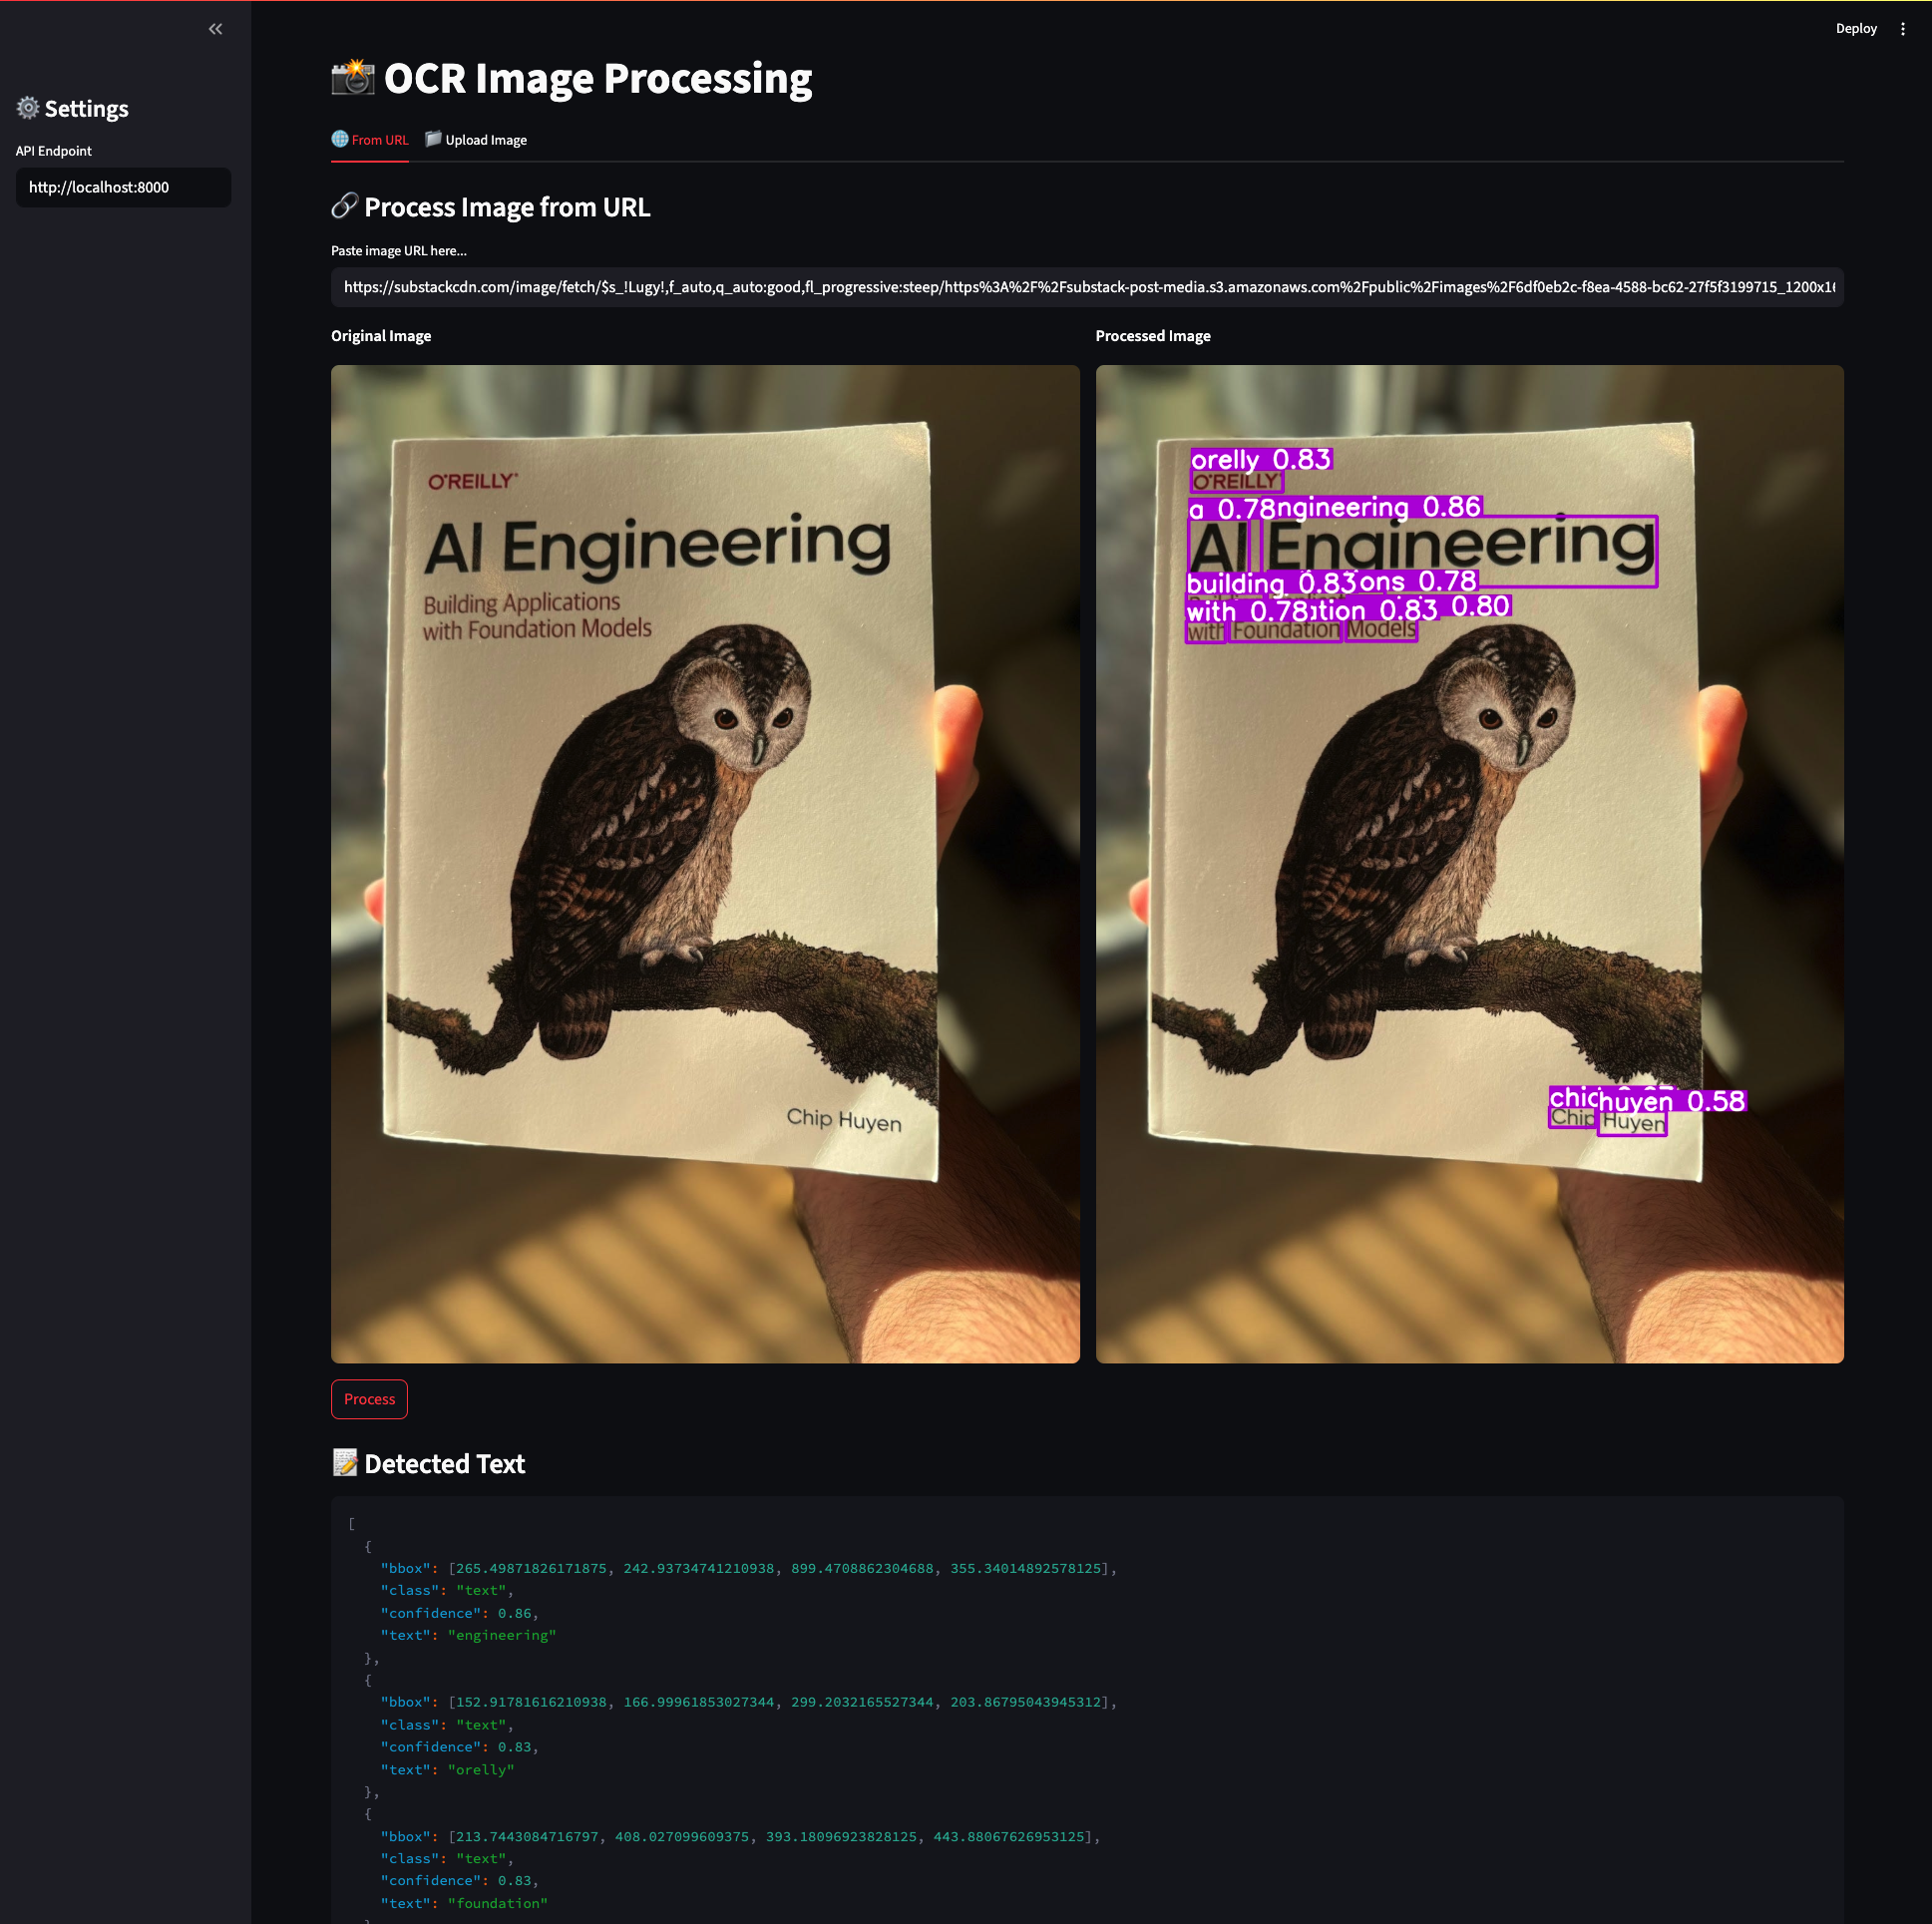 Deploy
⚙️ Settings
API Endpoint
http://localhost:8000
📸 OCR Image Processing
🌐 From URL 📁 Upload Image
🔗 Process Image from URL
Paste image URL here...
https://substackcdn.com/image/fetch/$s_!Lugy!,f_auto,q_auto:good,fl_progressive:steep/https%3A%2F%2Fsubstack-post-media.s3.amazonaws.com%2Fpublic%2Fimages%2F6df0eb2c-f8ea-4588-bc62-27f5f3199715_1200x16
Original Image
O'REILLY
AI Engineering
Building Applications
with Foundation Models
Chip Huyen
Processed Image
orelly 0.83
O'REILLY
a 0.78 ngineering 0.86
AI Engineering
building 0.83 ons 0.78
with 0.78 ition 0.83 0.80
with Foundation Models
chic huyen 0.58
Chip Huyen
Process
📝 Detected Text
[
{
"bbox": [265.49871826171875, 242.93734741210938, 899.4708862304688, 355.34014892578125],
"class": "text",
"confidence": 0.86,
"text": "engineering"
},
{
"bbox": [152.91781616210938, 166.99961853027344, 299.2032165527344, 203.86795043945312],
"class": "text",
"confidence": 0.83,
"text": "orelly"
},
{
"bbox": [213.7443084716797, 408.027099609375, 393.18096923828125, 443.88067626953125],
"class": "text",
"confidence": 0.83,
"text": "foundation"